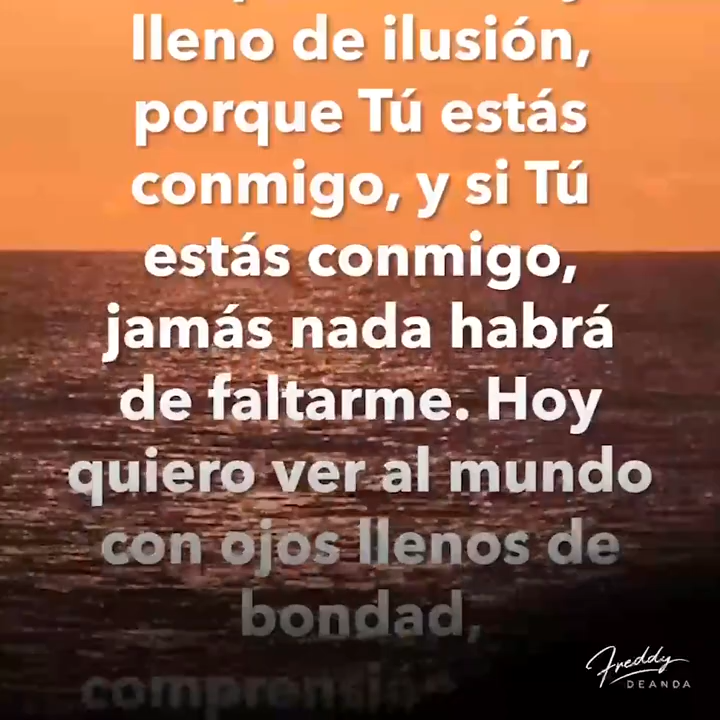 lleno de ilusión,
porque Tú estás
conmigo, y si Tú
estás conmigo,
jamás nada habrá
de faltarme. Hoy
quiero ver al mundo
con ojos llenos de
bondad,
Freddy
DEANDA